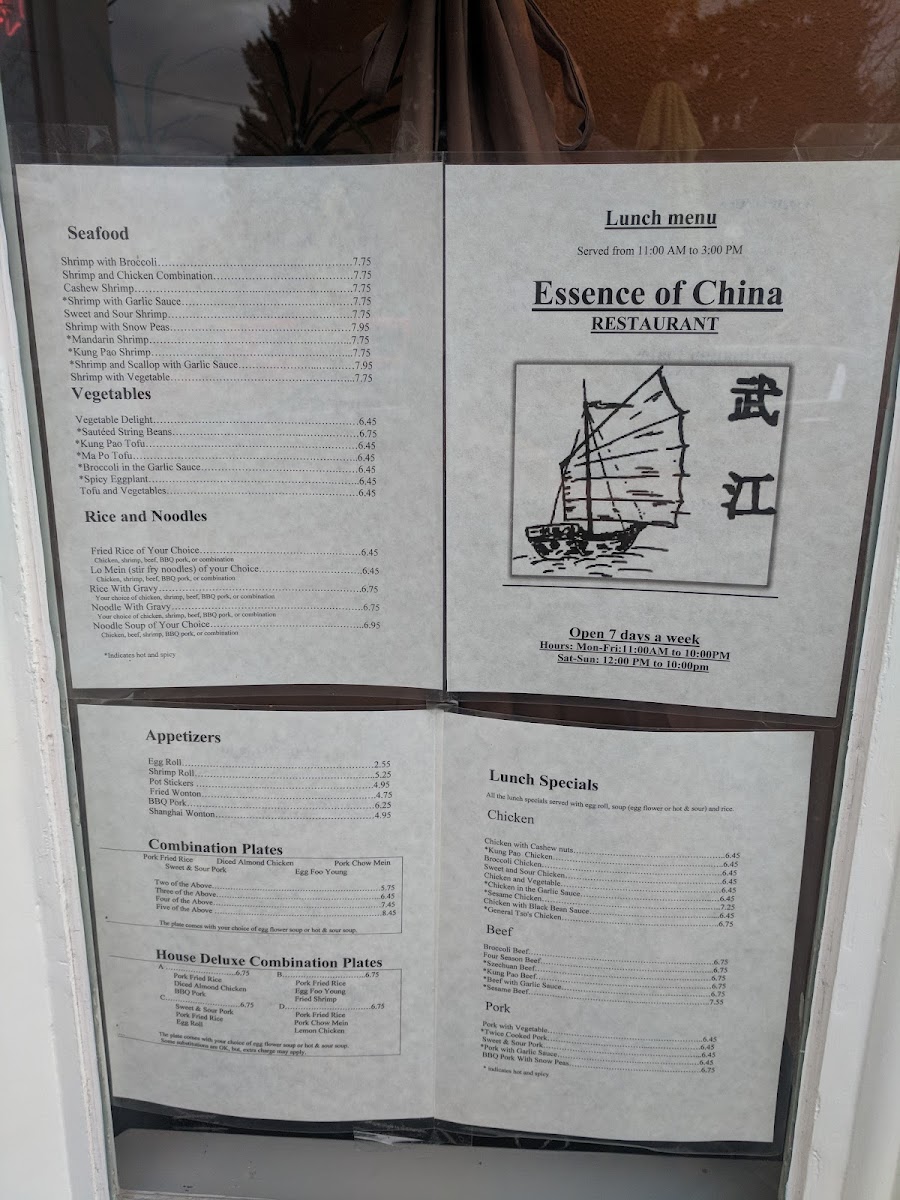 Seafood
Shrimp with Broccoli.....7.75
Shrimp and Chicken Combination.....7.75
Cashew Shrimp.....7.75
*Shrimp with Garlic Sauce.....7.75
Sweet and Sour Shrimp.....7.75
Shrimp with Snow Peas.....7.95
*Mandarin Shrimp.....7.75
*Kung Pao Shrimp.....7.75
*Shrimp and Scallop with Garlic Sauce.....7.95
Shrimp with Vegetable.....7.75
Vegetables
Vegetable Delight.....6.45
*Sautéed String Beans.....6.75
*Kung Pao Tofu.....6.45
*Ma Po Tofu.....6.45
*Broccoli in the Garlic Sauce.....6.45
*Spicy Eggplant.....6.45
Tofu and Vegetables.....6.45
Rice and Noodles
Fried Rice of Your Choice.....6.45
Chicken, shrimp, beef, BBQ pork, or combination
Lo Mein (stir fry noodles) of your Choice.....6.45
Chicken, shrimp, beef, BBQ pork, or combination
Rice With Gravy.....6.75
Your choice of chicken, shrimp, beef, BBQ pork, or combination
Noodle With Gravy.....6.75
Your choice of chicken, shrimp, beef, BBQ pork, or combination
Noodle Soup of Your Choice.....6.95
Chicken, beef, shrimp, BBQ pork, or combination
*Indicates hot and spicy
Lunch menu
Served from 11:00 AM to 3:00 PM
Essence of China
RESTAURANT
江
Open 7 days a week
Hours: Mon-Fri:11:00AM to 10:00PM
Sat-Sun: 12:00 PM to 10:00pm
Appetizers
Egg Roll.....2.55
Shrimp Roll.....5.25
Pot Stickers.....4.95
Fried Wonton.....4.75
BBQ Pork.....6.25
Shanghai Wonton.....4.95
Combination Plates
Pork Fried Rice Diced Almond Chicken Pork Chow Mein
Sweet & Sour Pork Egg Foo Young
Two of the Above.....5.75
Three of the Above.....6.45
Four of the Above.....7.45
Five of the Above.....8.45
The plate comes with your choice of egg flower soup or hot & sour soup.
House Deluxe Combination Plates
A.....6.75
Pork Fried Rice
Diced Almond Chicken
BBQ Pork
B.....6.75
Pork Fried Rice
Egg Foo Young
Fried Shrimp
C.....6.75
Sweet & Sour Pork
Pork Fried Rice
Egg Roll
D.....6.75
Pork Fried Rice
Pork Chow Mein
Lemon Chicken
The plate comes with your choice of egg flower soup or hot & sour soup.
Some substitutions are OK, but, extra charge may apply.
Lunch Specials
All the lunch specials served with egg roll, soup (egg flower or hot & sour) and rice.
Chicken
Chicken with Cashew nuts.....6.45
*Kung Pao Chicken.....6.45
Broccoli Chicken.....6.45
Sweet and Sour Chicken.....6.45
Chicken and Vegetable.....6.45
*Chicken in the Garlic Sauce.....6.45
*Sesame Chicken.....7.25
Chicken with Black Bean Sauce.....6.45
*General Tso's Chicken.....6.75
Beef
Broccoli Beef.....6.75
Four Season Beef.....6.75
*Szechuan Beef.....6.75
*Kung Pao Beef.....6.75
*Beef with Garlic Sauce.....6.75
*Sesame Beef.....7.55
Pork
Pork with Vegetable.....6.45
*Twice Cooked Pork.....6.45
Sweet & Sour Pork.....6.45
*Pork with Garlic Sauce.....6.45
BBQ Pork With Snow Peas.....6.75
* indicates hot and spicy